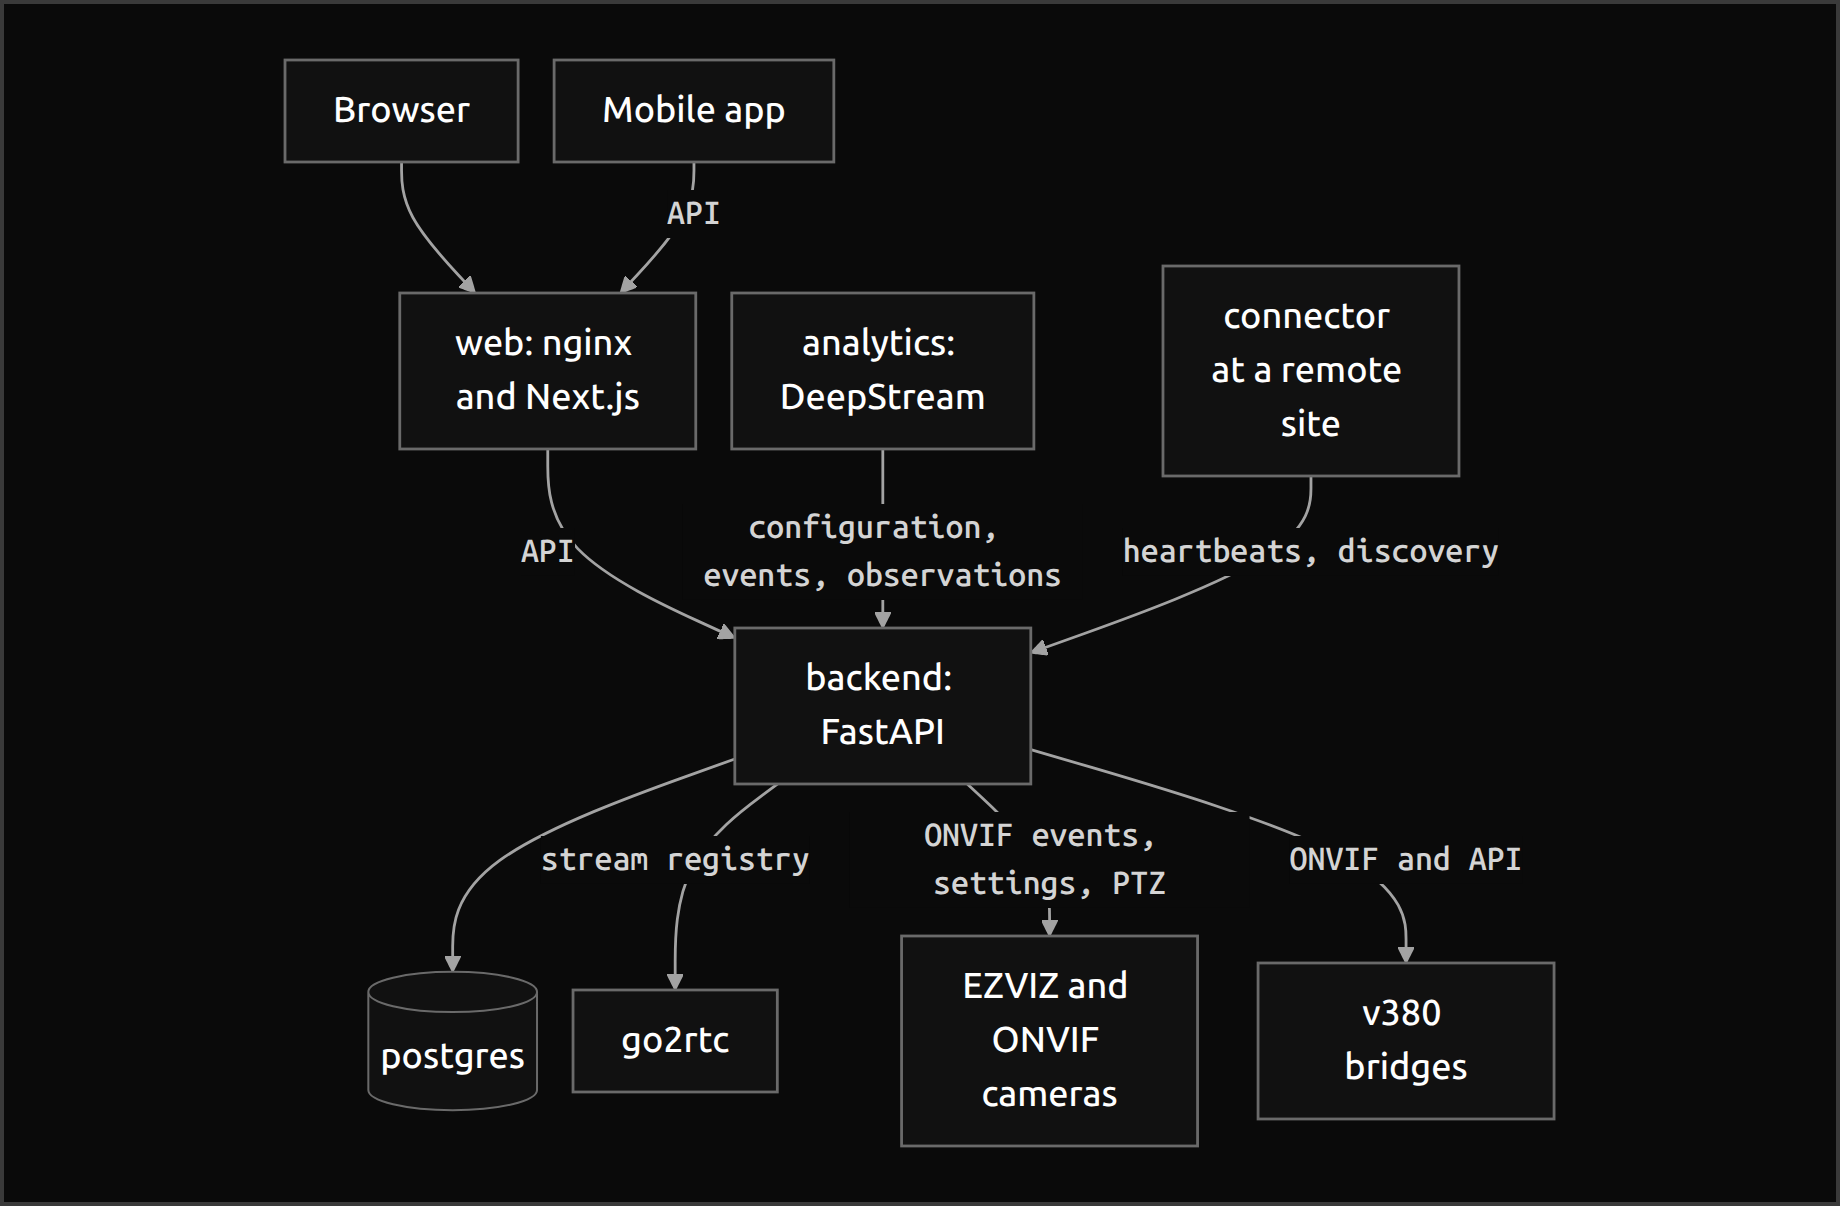 Browser
Mobile app
API
web: nginx
and Next.js
analytics:
DeepStream
connector
at a remote
site
API
configuration,
events, observations
heartbeats, discovery
backend:
FastAPI
stream registry
ONVIF events,
settings, PTZ
ONVIF and API
postgres
go2rtc
EZVIZ and
ONVIF
cameras
v380
bridges